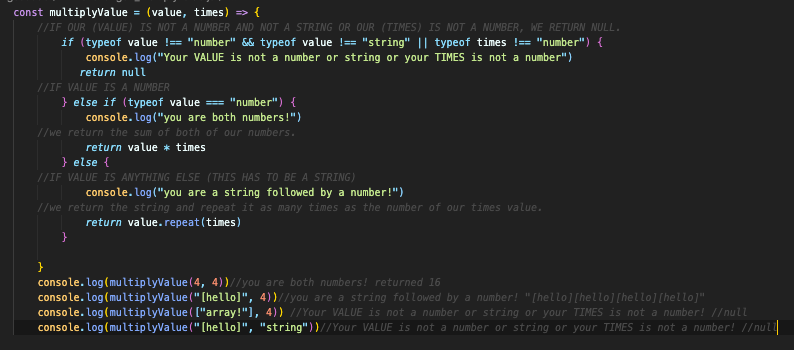 const multiplyValue = (value, times) => {
//IF OUR (VALUE) IS NOT A NUMBER AND NOT A STRING OR OUR (TIMES) IS NOT A NUMBER, WE RETURN NULL.
if (typeof value !== "number" && typeof value !== "string" || typeof times !== "number") {
console.log("Your VALUE is not a number or string or your TIMES is not a number")
return null
//IF VALUE IS A NUMBER
} else if (typeof value === "number") {
console.log("you are both numbers!")
//we return the sum of both of our numbers.
return value * times
} else {
//IF VALUE IS ANYTHING ELSE (THIS HAS TO BE A STRING)
console.log("you are a string followed by a number!")
//we return the string and repeat it as many times as the number of our times value.
return value.repeat(times)
}
}
console.log(multiplyValue(4, 4))//you are both numbers! returned 16
console.log(multiplyValue("[hello]", 4))//you are a string followed by a number! "[hello][hello][hello][hello]"
console.log(multiplyValue(["array!"], 4)) //Your VALUE is not a number or string or your TIMES is not a number! //null
console.log(multiplyValue("[hello]", "string"))//Your VALUE is not a number or string or your TIMES is not a number! //null